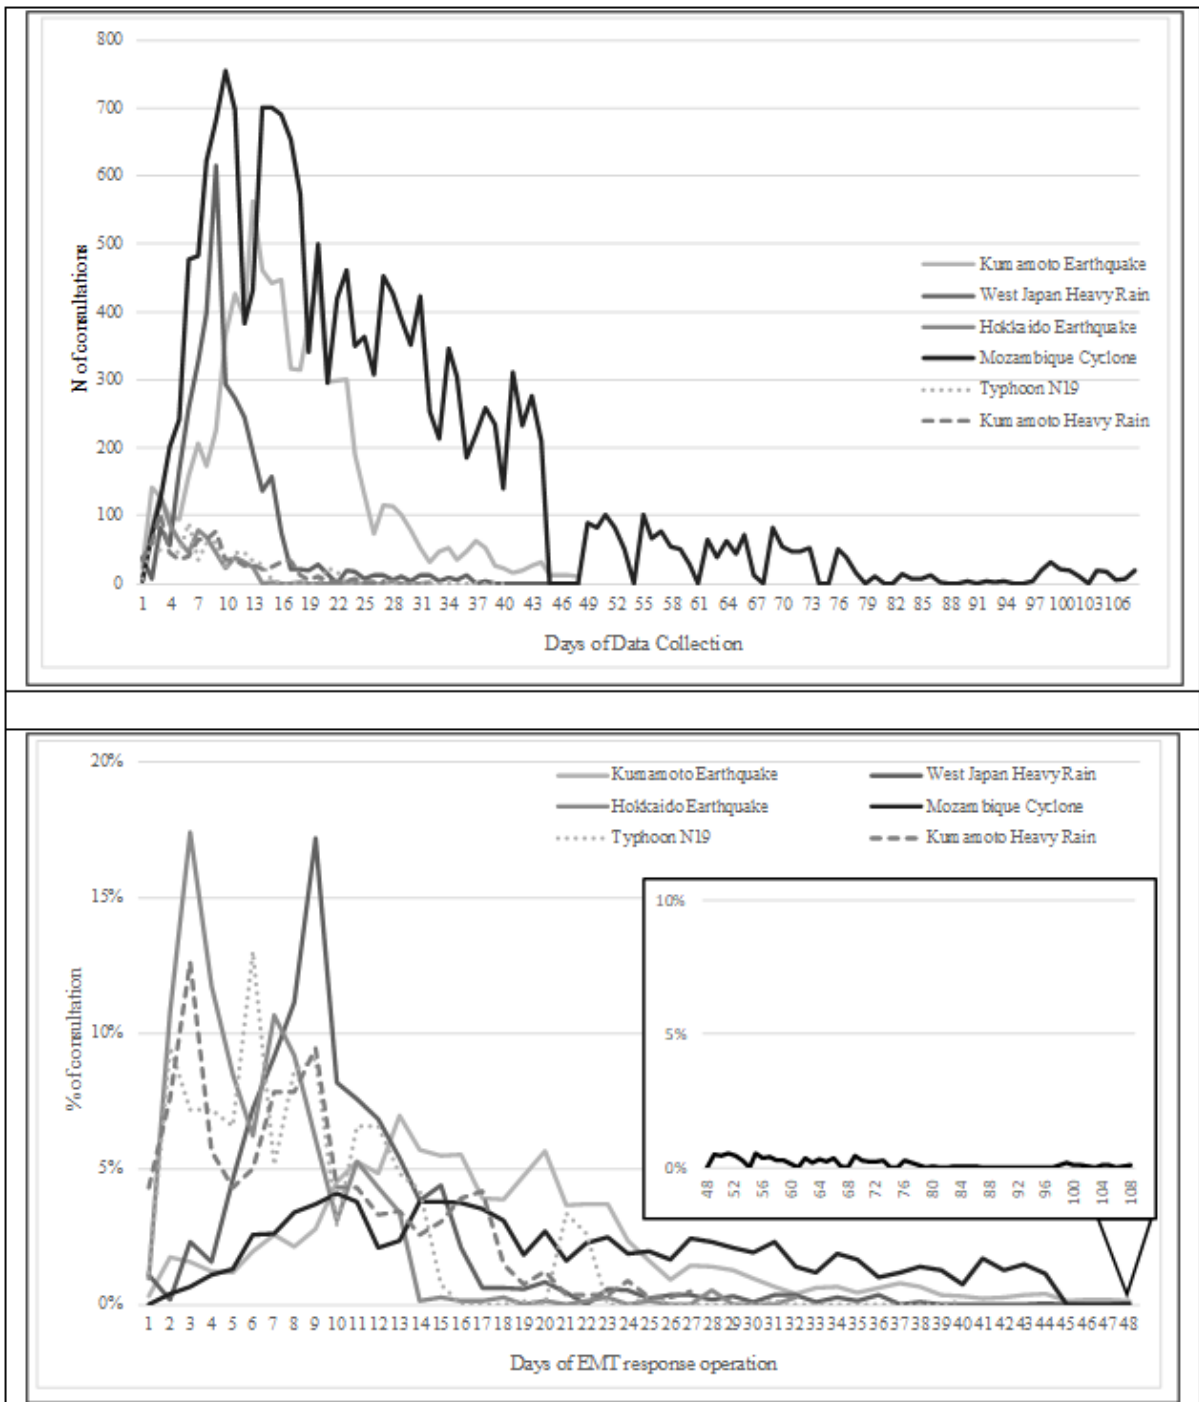 800
700
600
500
400
300
200
100
0
N of consultations
Kumamoto Earthquake
West Japan Heavy Rain
Hokkaido Earthquake
Mozambique Cyclone
Typhoon N19
Kumamoto Heavy Rain
1 4 7 10 13 16 19 22 25 28 31 34 37 40 43 46 49 52 55 58 61 64 67 70 73 76 79 82 85 88 91 94 97 100 103 106
Days of Data Collection
20%
15%
10%
5%
0%
% of consultation
Kumamoto Earthquake West Japan Heavy Rain
Hokkaido Earthquake Mozambique Cyclone
Typhoon N19 Kumamoto Heavy Rain
10%
5%
0%
48 52 56 60 64 68 72 76 80 84 88 92 96 100 104 108
1 2 3 4 5 6 7 8 9 10 11 12 13 14 15 16 17 18 19 20 21 22 23 24 25 26 27 28 29 30 31 32 33 34 35 36 37 38 39 40 41 42 43 44 45 46 47 48
Days of EMT response operation